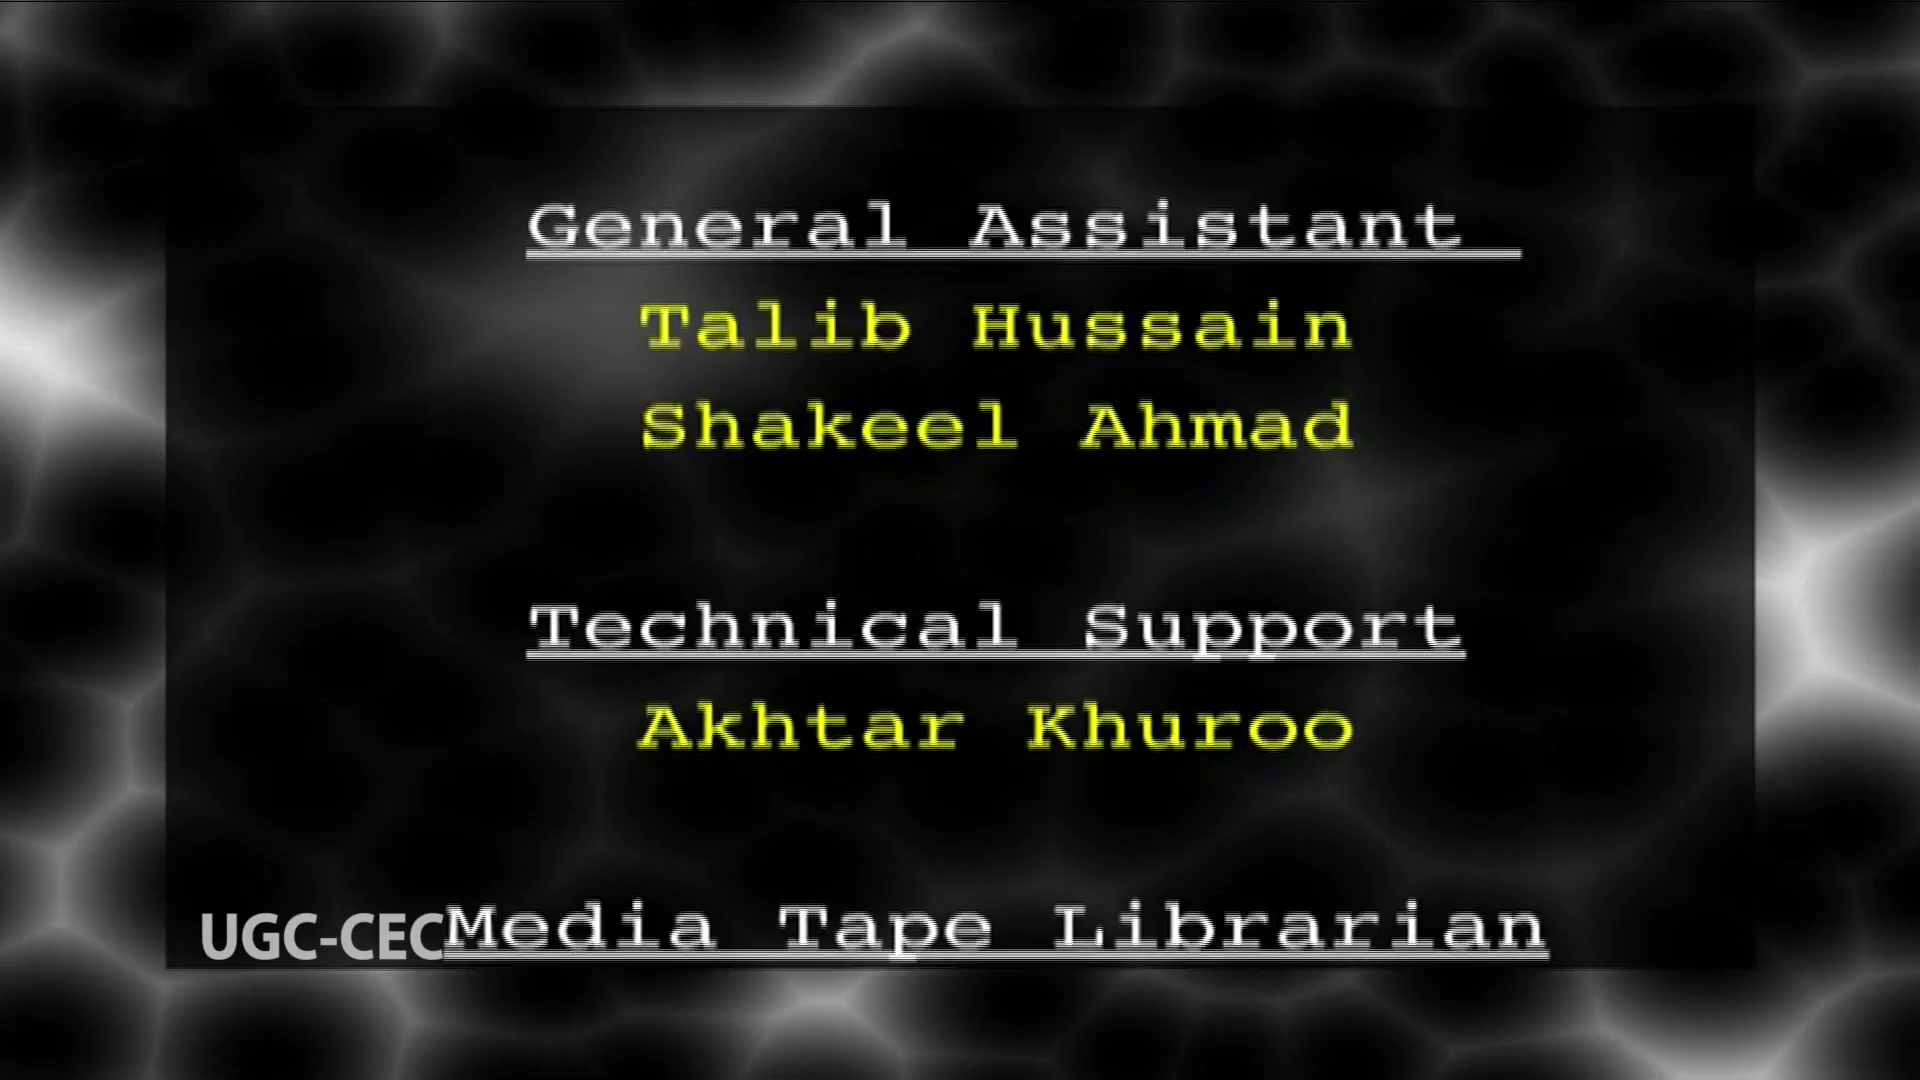 General Assistant
Talib Hussain
Shakeel Ahmad
Technical Support
Akhtar Khuroo
UGC-CEC
Media Tape Librarian